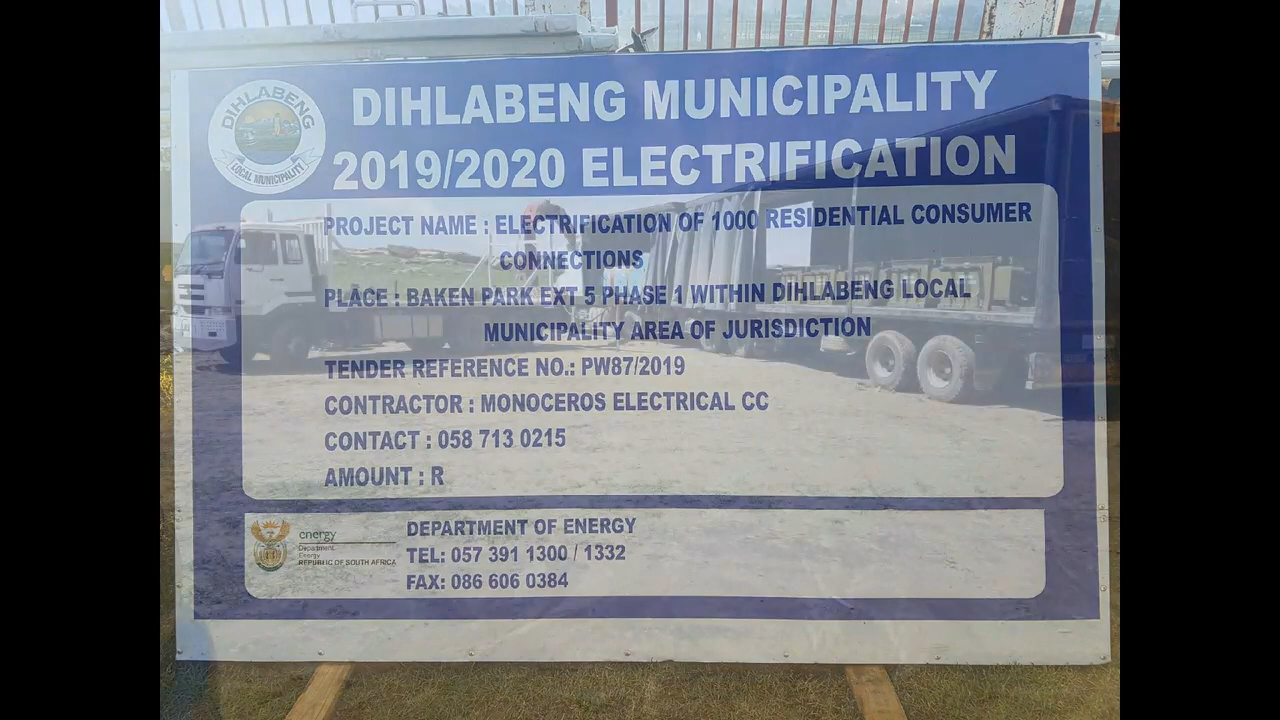 DIHLABENG
LOCAL MUNICIPALITY
DIHLABENG MUNICIPALITY
2019/2020 ELECTRIFICATION
PROJECT NAME : ELECTRIFICATION OF 1000 RESIDENTIAL CONSUMER
CONNECTIONS
PLACE : BAKEN PARK EXT 5 PHASE 1 WITHIN DIHLABENG LOCAL
MUNICIPALITY AREA OF JURISDICTION
TENDER REFERENCE NO.: PW87/2019
CONTRACTOR : MONOCEROS ELECTRICAL CC
CONTACT : 058 713 0215
AMOUNT : R
energy
Department:
Energy
REPUBLIC OF SOUTH AFRICA
DEPARTMENT OF ENERGY
TEL: 057 391 1300 / 1332
FAX: 086 606 0384